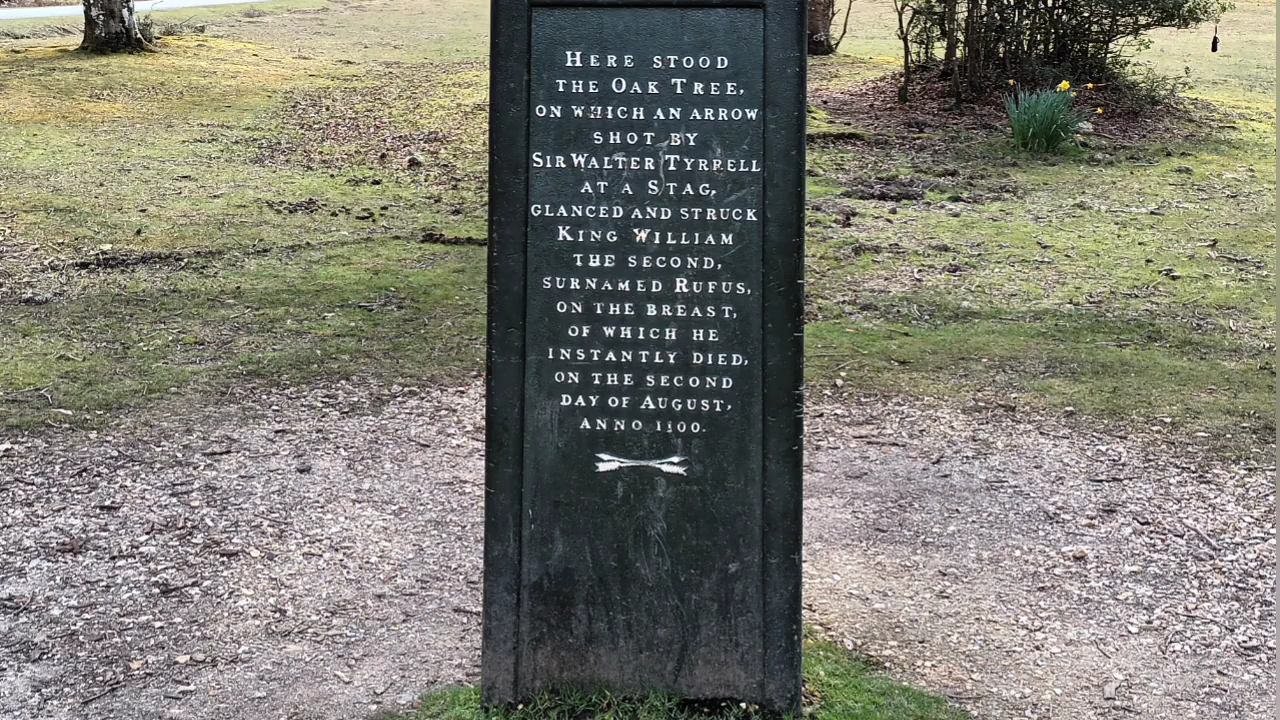 HERE STOOD
THE OAK TREE,
ON WHICH AN ARROW
SHOT BY
SIR WALTER TYRRELL
AT A STAG,
GLANCED AND STRUCK
KING WILLIAM
THE SECOND,
SURNAMED RUFUS,
ON THE BREAST,
OF WHICH HE
INSTANTLY DIED,
ON THE SECOND
DAY OF AUGUST,
ANNO 1100.